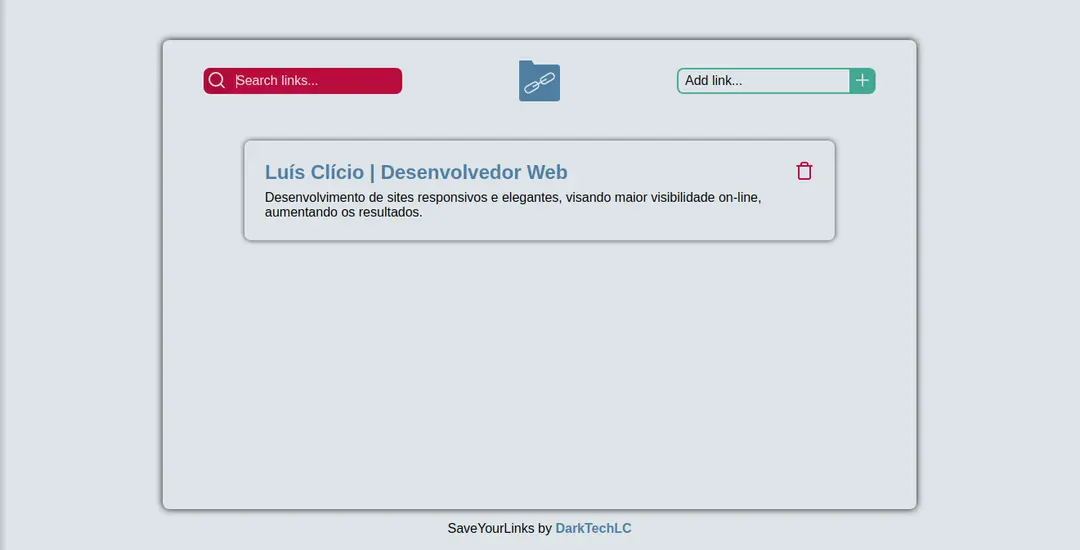 Search links...
Add link...
Luís Clício | Desenvolvedor Web
Desenvolvimento de sites responsivos e elegantes, visando maior visibilidade on-line,
aumentando os resultados.
SaveYourLinks by DarkTechLC